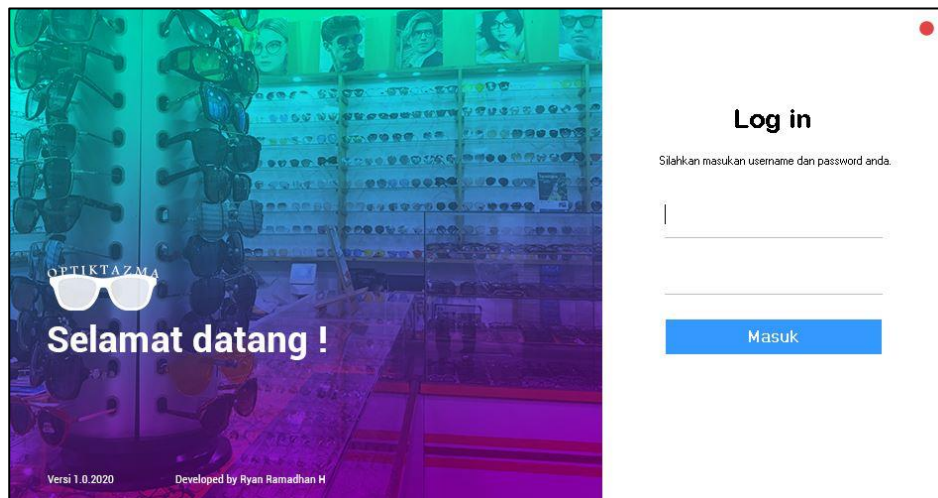 OPTIKTAZMA
Selamat datang !
Versi 1.0.2020
Developed by Ryan Ramadhan H
Log in
Silahkan masukan username dan password anda.
Masuk